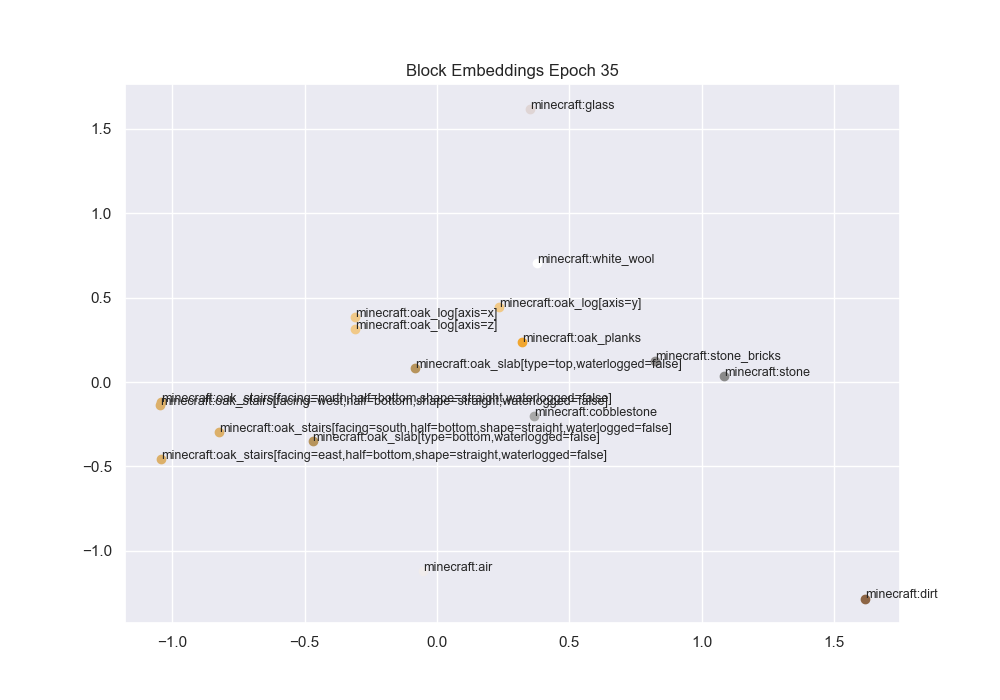 Block Embeddings Epoch 35
minecraft:glass
1.5
1.0
minecraft:white_wool
0.5
minecraft:oak_log[axis=y]
minecraft:oak_log[axis=x]
minecraft:oak_log[axis=z]
minecraft:oak_planks
minecraft:stone_bricks
minecraft:oak_slab[type=top,waterlogged=false]
minecraft:stone
0.0
minecraft:oak_stairs[facing=north,half=bottom,shape=straight,waterlogged=false]
minecraft:oak_stairs[facing=west,half=bottom,shape=straight,waterlogged=false]
minecraft:cobblestone
minecraft:oak_stairs[facing=south,half=bottom,shape=straight,waterlogged=false]
minecraft:oak_slab[type=bottom,waterlogged=false]
minecraft:oak_stairs[facing=east,half=bottom,shape=straight,waterlogged=false]
−0.5
−1.0
minecraft:air
minecraft:dirt
−1.0 −0.5 0.0 0.5 1.0 1.5